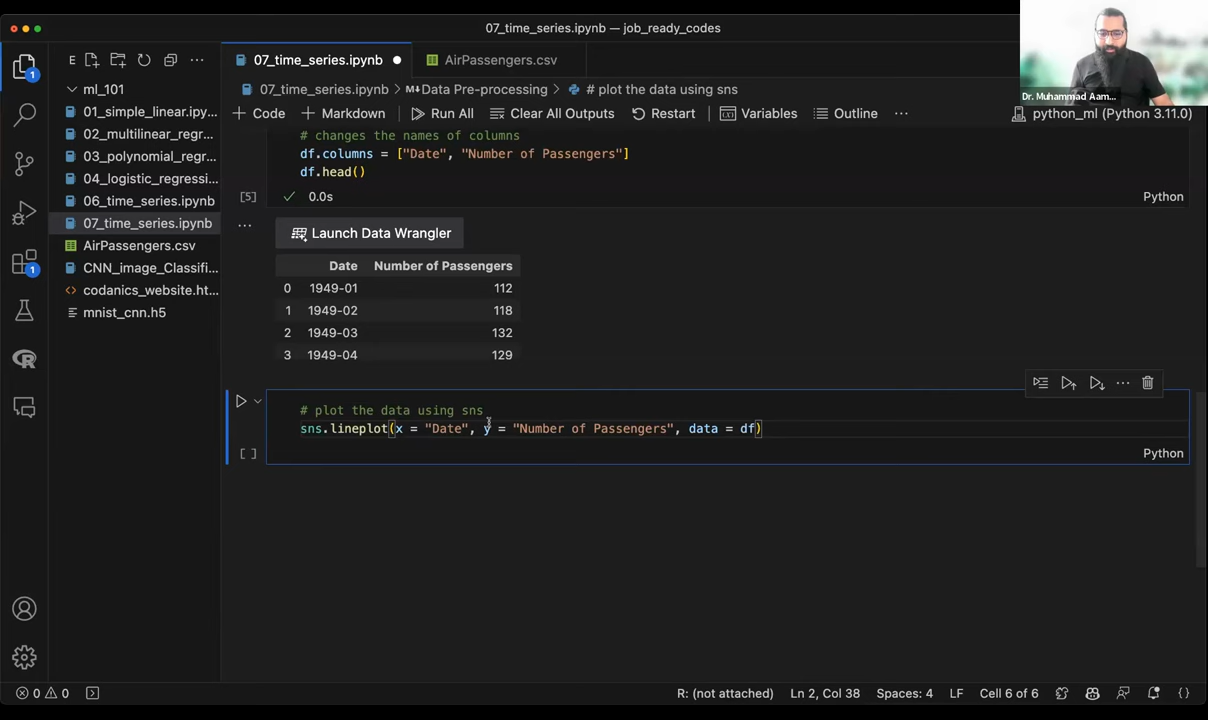 07_time_series.ipynb — job_ready_codes
E
07_time_series.ipynb
AirPassengers.csv
1
ml_101
01_simple_linear.ipy...
02_multilinear_regr...
03_polynomial_regr...
04_logistic_regressi...
06_time_series.ipynb
07_time_series.ipynb
AirPassengers.csv
CNN_image_Classifi...
codanics_website.ht...
mnist_cnn.h5
1
07_time_series.ipynb > M↓Data Pre-processing > # plot the data using sns
Dr. Muhammad Aam...
+ Code + Markdown Run All Clear All Outputs Restart Variables Outline ...
python_ml (Python 3.11.0)
# changes the names of columns
df.columns = ["Date", "Number of Passengers"]
df.head()
[5] 0.0s Python
Launch Data Wrangler
Date Number of Passengers
0 1949-01 112
1 1949-02 118
2 1949-03 132
3 1949-04 129
# plot the data using sns
sns.lineplot(x = "Date", y = "Number of Passengers", data = df)
[ ] Python
0 0 R: (not attached) Ln 2, Col 38 Spaces: 4 LF Cell 6 of 6